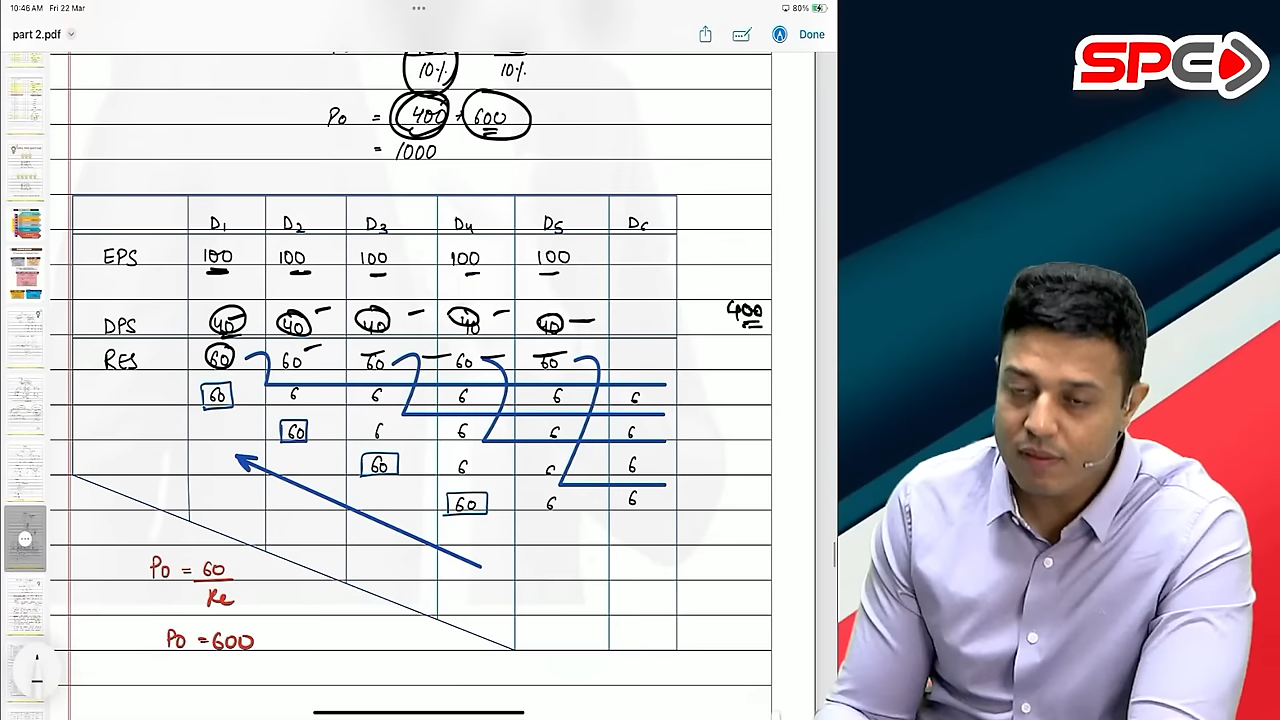 10:46 AM Fri 22 Mar
80%
part 2.pdf
Done
SPC
10% 10%
P0 = 400 + 600
= 1000
D1 D2 D3 D4 D5 D6
EPS 100 100 100 100 100
DPS 40 40 40 40 40 400
RES 60 60 60 60 60
60 6 6 6 6 6
60 6 6 6 6
60 6 6 6
60 6 6
P0 = 60
Ke
P0 = 600